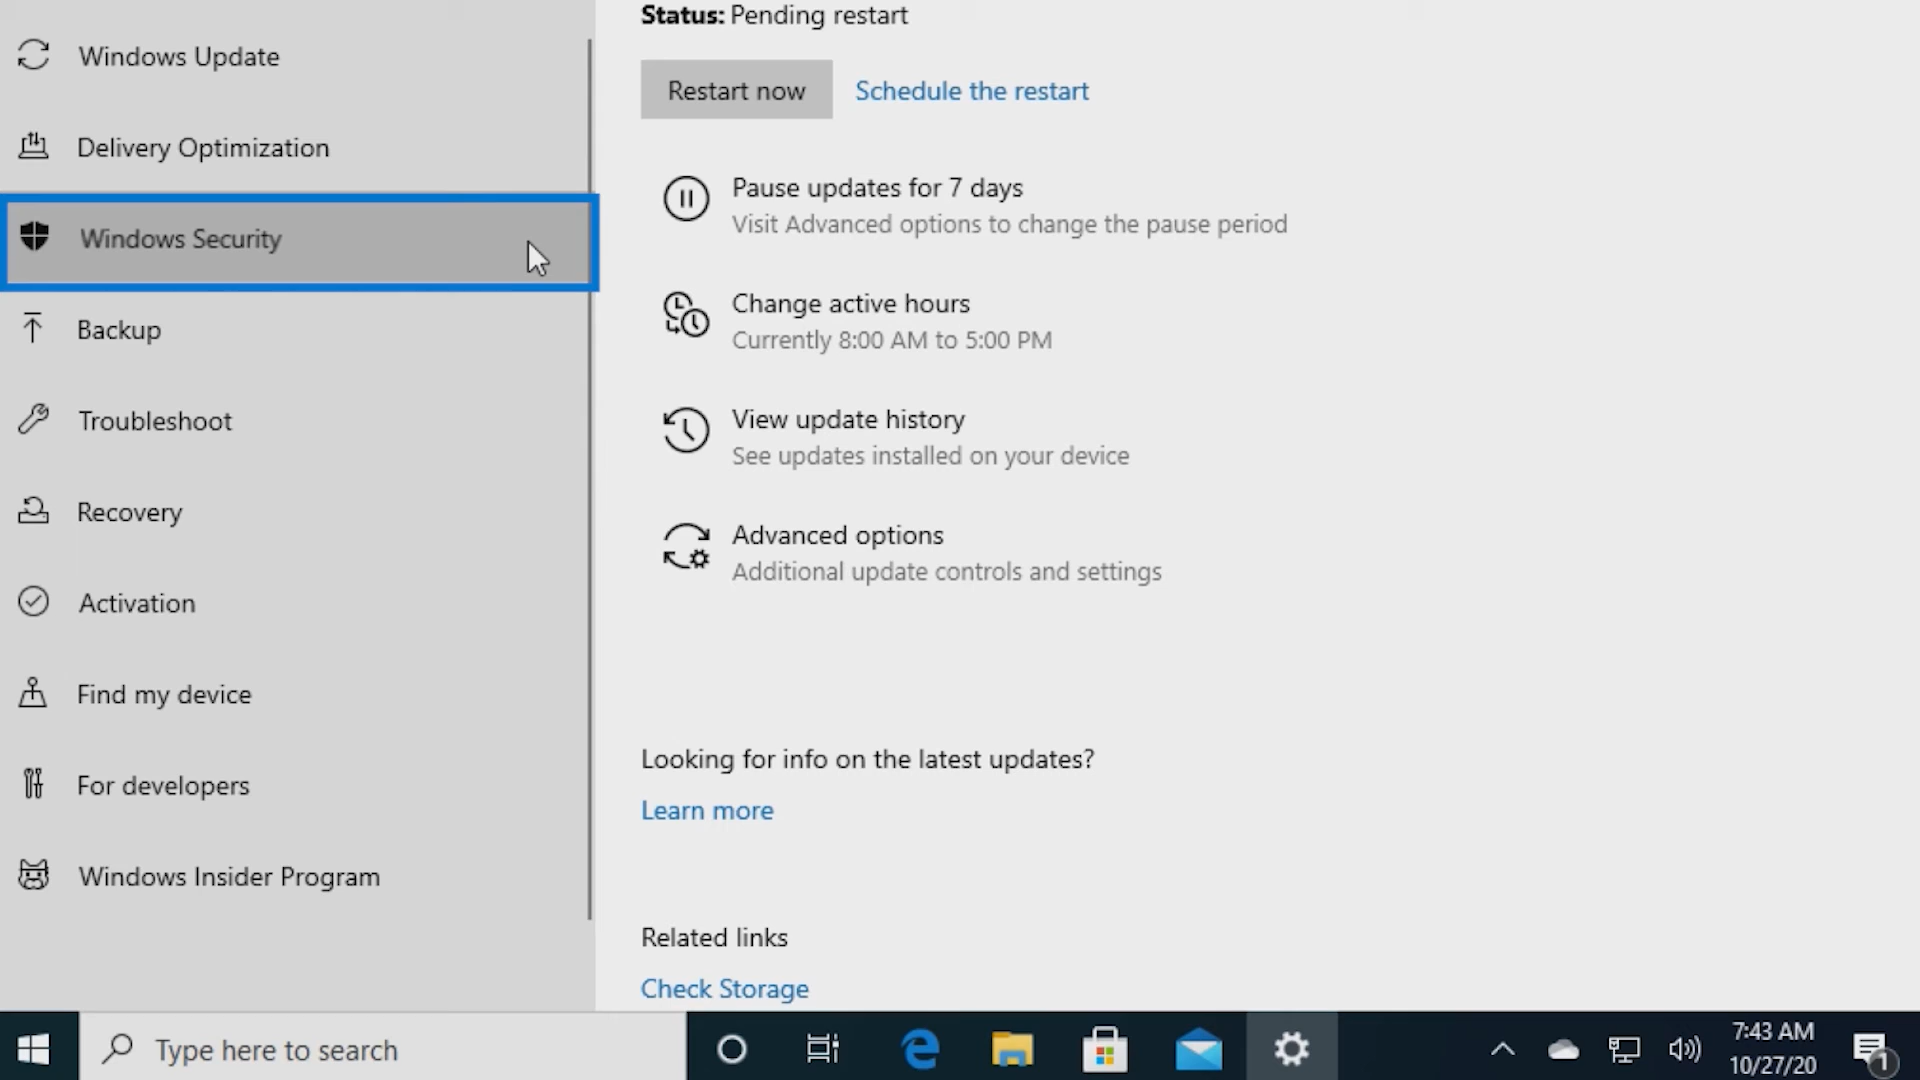 Windows Update
Delivery Optimization
Windows Security
Backup
Troubleshoot
Recovery
Activation
Find my device
For developers
Windows Insider Program
Status: Pending restart
Restart now
Schedule the restart
Pause updates for 7 days
Visit Advanced options to change the pause period
Change active hours
Currently 8:00 AM to 5:00 PM
View update history
See updates installed on your device
Advanced options
Additional update controls and settings
Looking for info on the latest updates?
Learn more
Related links
Check Storage
Type here to search
7:43 AM
10/27/20
1